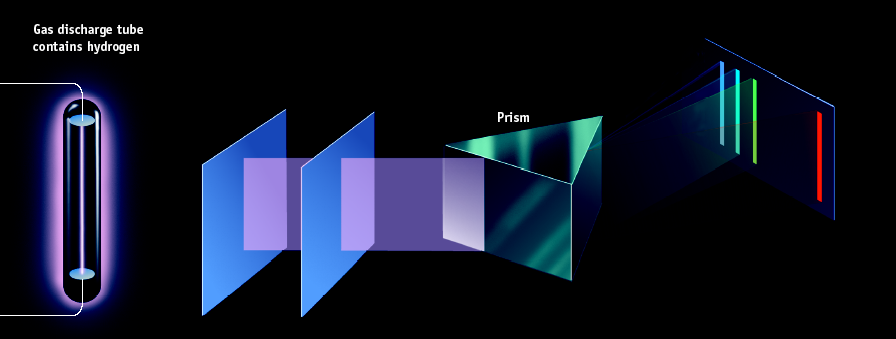 Gas discharge tube
contains hydrogen
Prism